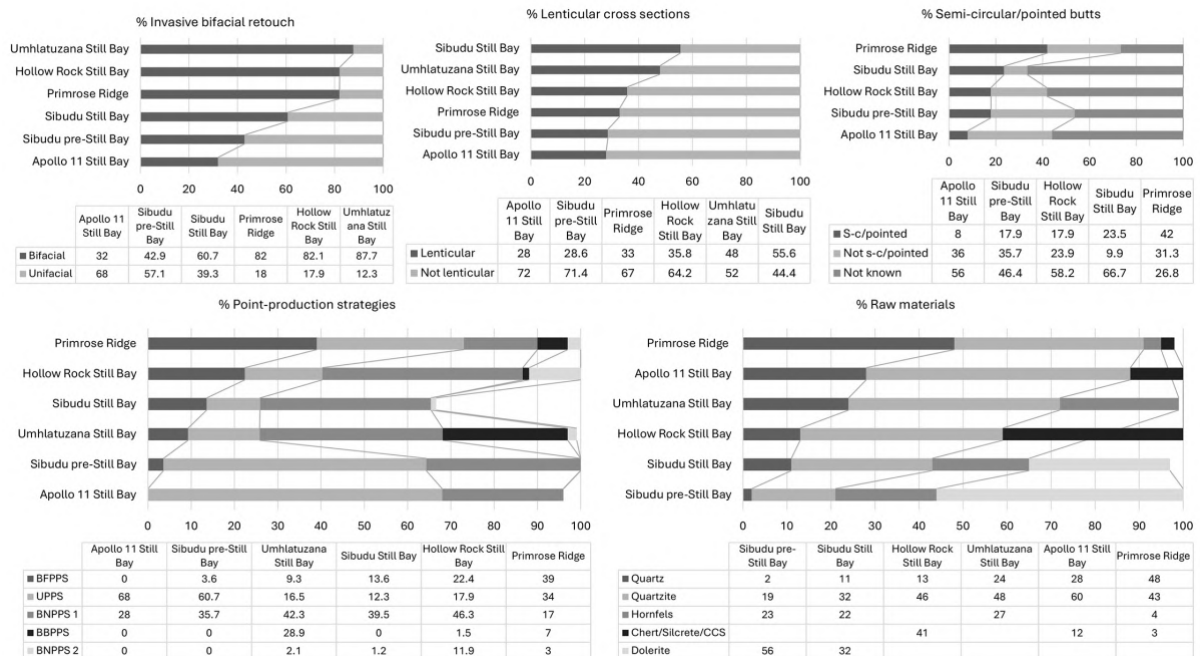 % Invasive bifacial retouch
Umhlatuzana Still Bay
Hollow Rock Still Bay
Primrose Ridge
Sibudu Still Bay
Sibudu pre-Still Bay
Apollo 11 Still Bay
0 20 40 60 80 100
Apollo 11 Still Bay Sibudu pre-Still Bay Sibudu Still Bay Primrose Ridge Hollow Rock Still Bay Umhlatuz ana Still Bay
Bifacial 32 42.9 60.7 82 82.1 87.7
Unifacial 68 57.1 39.3 18 17.9 12.3
% Lenticular cross sections
Sibudu Still Bay
Umhlatuzana Still Bay
Hollow Rock Still Bay
Primrose Ridge
Sibudu pre-Still Bay
Apollo 11 Still Bay
0 20 40 60 80 100
Apollo 11 Still Bay Sibudu pre-Still Bay Primrose Ridge Hollow Rock Still Bay Umhlatu zana Still Bay Sibudu Still Bay
Lenticular 28 28.6 33 35.8 48 55.6
Not lenticular 72 71.4 67 64.2 52 44.4
% Semi-circular/pointed butts
Primrose Ridge
Sibudu Still Bay
Hollow Rock Still Bay
Sibudu pre-Still Bay
Apollo 11 Still Bay
0 20 40 60 80 100
Apollo 11 Still Bay Sibudu pre-Still Bay Hollow Rock Still Bay Sibudu Still Bay Primrose Ridge
S-c/pointed 8 17.9 17.9 23.5 42
Not s-c/pointed 36 35.7 23.9 9.9 31.3
Not known 56 46.4 58.2 66.7 26.8
% Point-production strategies
Primrose Ridge
Hollow Rock Still Bay
Sibudu Still Bay
Umhlatuzana Still Bay
Sibudu pre-Still Bay
Apollo 11 Still Bay
0 10 20 30 40 50 60 70 80 90 100
Apollo 11 Still Bay Sibudu pre-Still Bay Umhlatuzana Still Bay Sibudu Still Bay Hollow Rock Still Bay Primrose Ridge
BFPPS 0 3.6 9.3 13.6 22.4 39
UPPS 68 60.7 16.5 12.3 17.9 34
BNPPS 1 28 35.7 42.3 39.5 46.3 17
BBPPS 0 0 28.9 0 1.5 7
BNPPS 2 0 0 2.1 1.2 11.9 3
% Raw materials
Primrose Ridge
Apollo 11 Still Bay
Umhlatuzana Still Bay
Hollow Rock Still Bay
Sibudu Still Bay
Sibudu pre-Still Bay
0 10 20 30 40 50 60 70 80 90 100
Sibudu pre-Still Bay Sibudu Still Bay Hollow Rock Still Bay Umhlatuzana Still Bay Apollo 11 Still Bay Primrose Ridge
Quartz 2 11 13 24 28 48
Quartzite 19 32 46 48 60 43
Hornfels 23 22 27 4
Chert/Silcrete/CCS 41 12 3
Dolerite 56 32